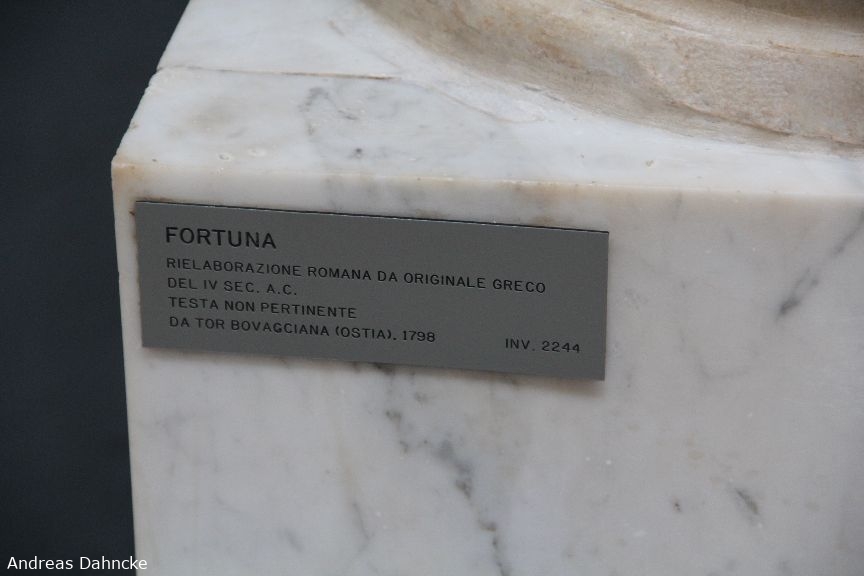 FORTUNA
RIELABORAZIONE ROMANA DA ORIGINALE GRECO
DEL IV SEC. A.C.
TESTA NON PERTINENTE
DA TOR BOVACCIANA (OSTIA). 1798
INV. 2244
Andreas Dahncke